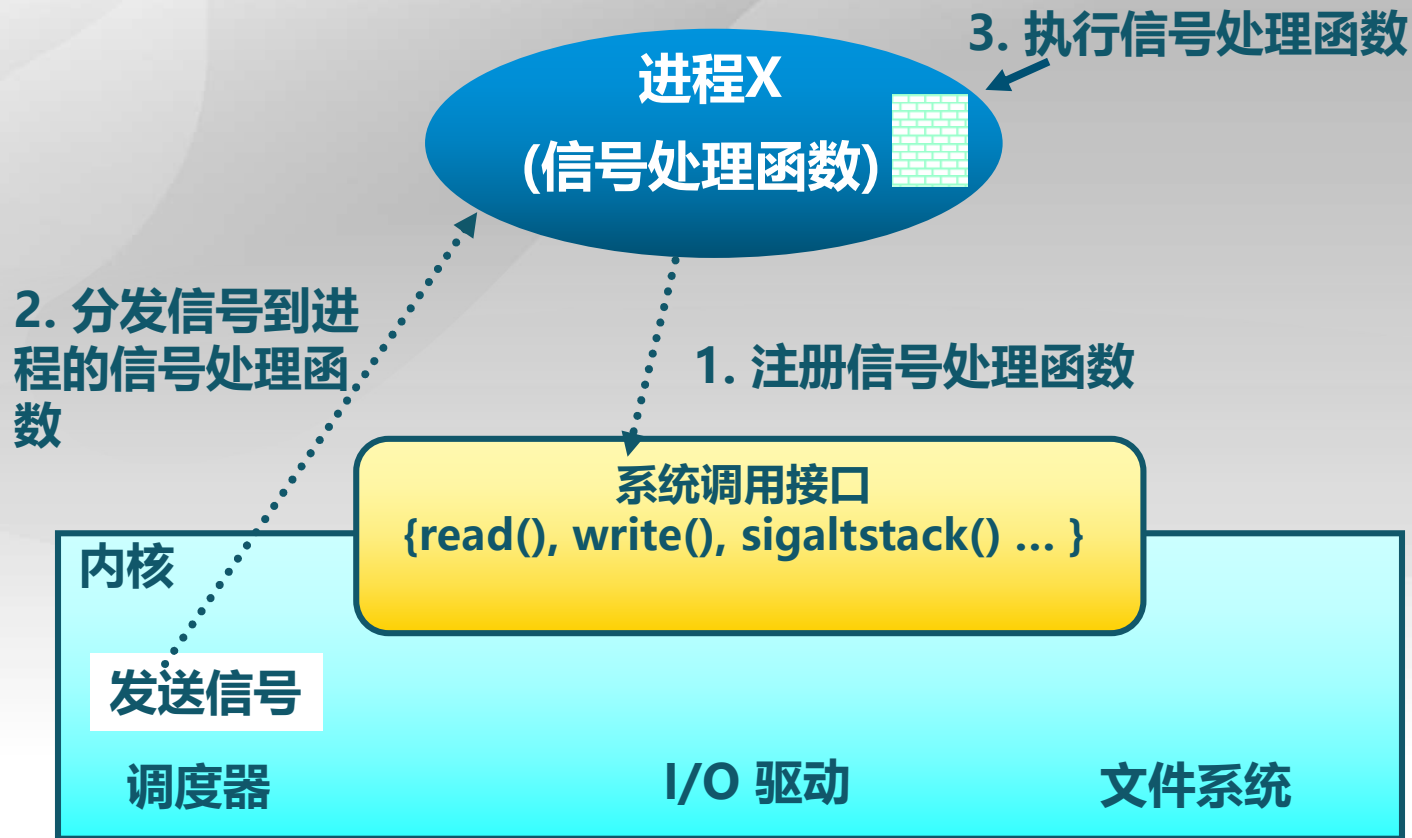 3. 执行信号处理函数
进程X
(信号处理函数)
2. 分发信号到进
程的信号处理函
数
1. 注册信号处理函数
系统调用接口
{read(), write(), sigaltstack() … }
内核
发送信号
调度器
I/O 驱动
文件系统